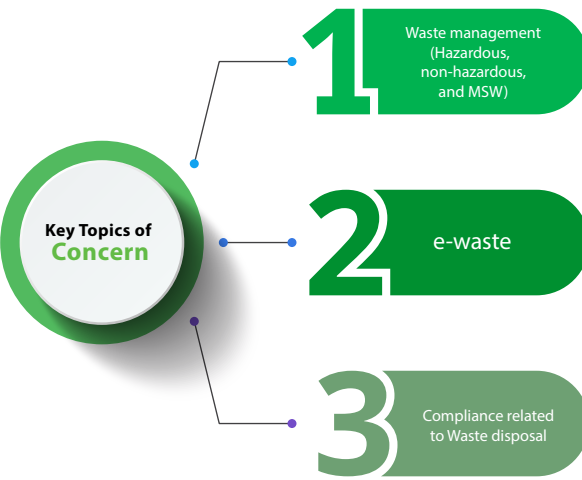 Key Topics of
Concern
1
Waste management
(Hazardous,
non-hazardous,
and MSW)
2
e-waste
3
Compliance related
to Waste disposal